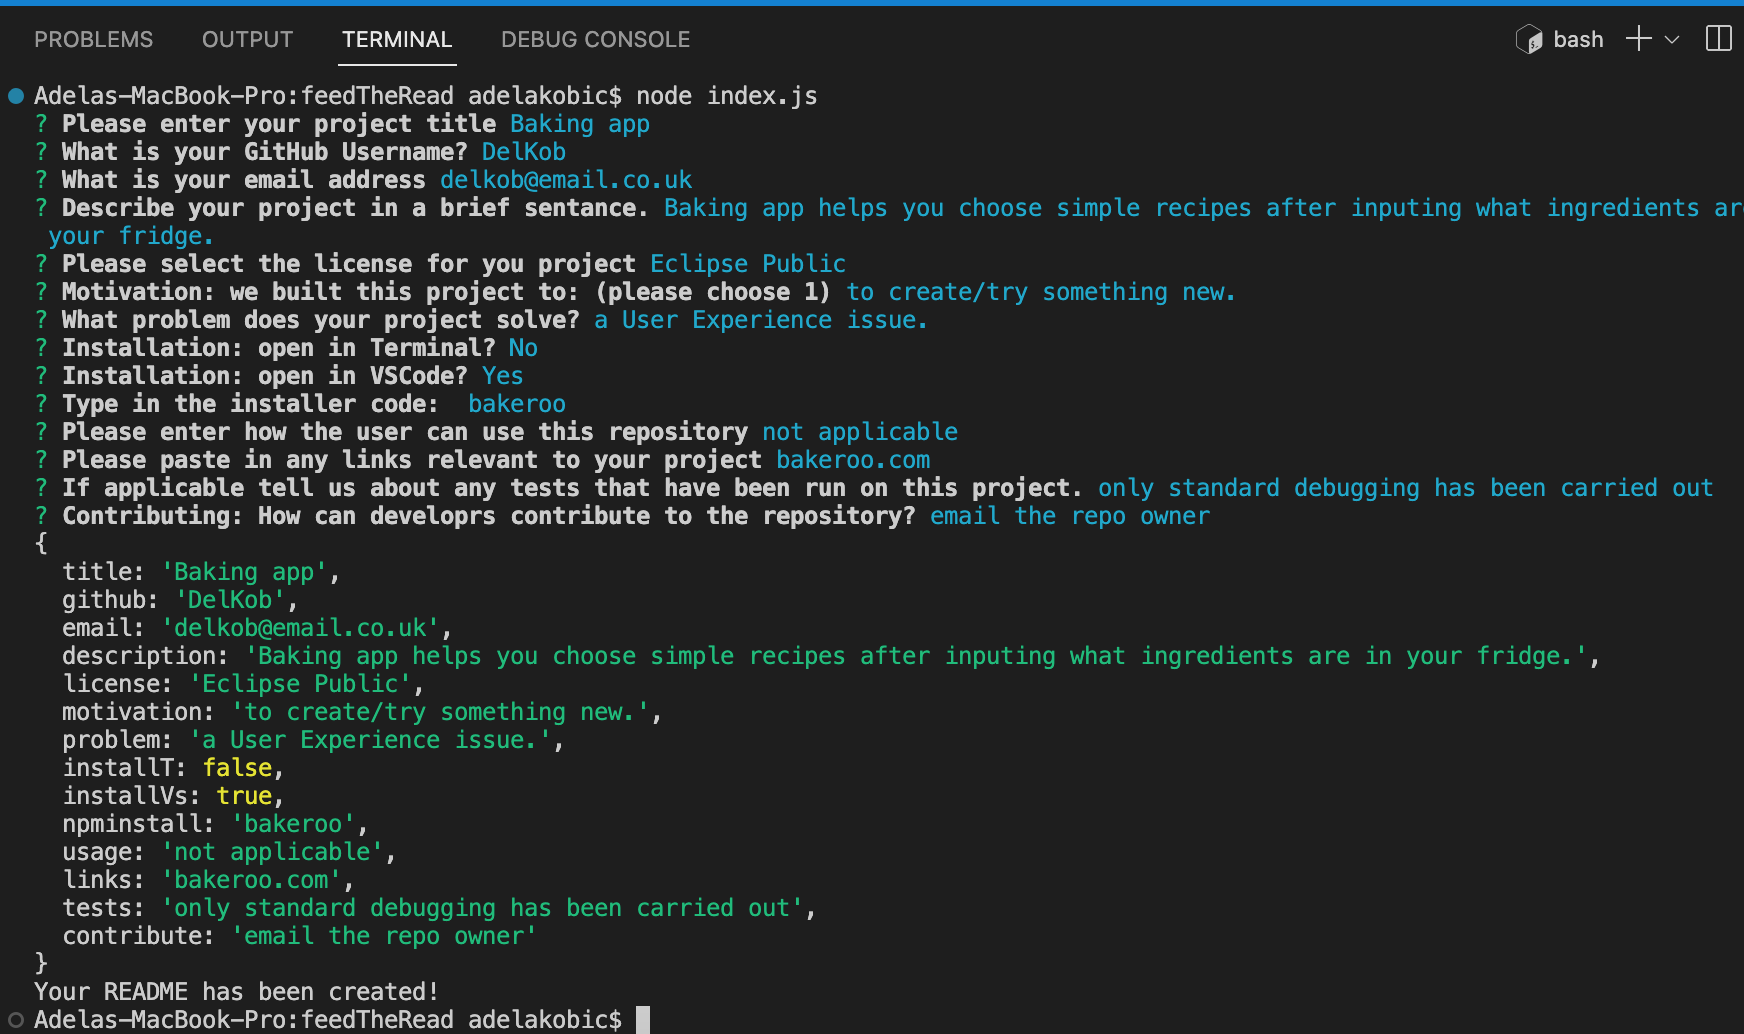 PROBLEMS OUTPUT TERMINAL DEBUG CONSOLE bash
Adelas-MacBook-Pro:feedTheRead adelakobic$ node index.js
? Please enter your project title Baking app
? What is your GitHub Username? DelKob
? What is your email address delkob@email.co.uk
? Describe your project in a brief sentance. Baking app helps you choose simple recipes after inputing what ingredients ar
your fridge.
? Please select the license for you project Eclipse Public
? Motivation: we built this project to: (please choose 1) to create/try something new.
? What problem does your project solve? a User Experience issue.
? Installation: open in Terminal? No
? Installation: open in VSCode? Yes
? Type in the installer code:  bakeroo
? Please enter how the user can use this repository not applicable
? Please paste in any links relevant to your project bakeroo.com
? If applicable tell us about any tests that have been run on this project. only standard debugging has been carried out
? Contributing: How can developrs contribute to the repository? email the repo owner
{
  title: 'Baking app',
  github: 'DelKob',
  email: 'delkob@email.co.uk',
  description: 'Baking app helps you choose simple recipes after inputing what ingredients are in your fridge.',
  license: 'Eclipse Public',
  motivation: 'to create/try something new.',
  problem: 'a User Experience issue.',
  installT: false,
  installVs: true,
  npminstall: 'bakeroo',
  usage: 'not applicable',
  links: 'bakeroo.com',
  tests: 'only standard debugging has been carried out',
  contribute: 'email the repo owner'
}
Your README has been created!
Adelas-MacBook-Pro:feedTheRead adelakobic$